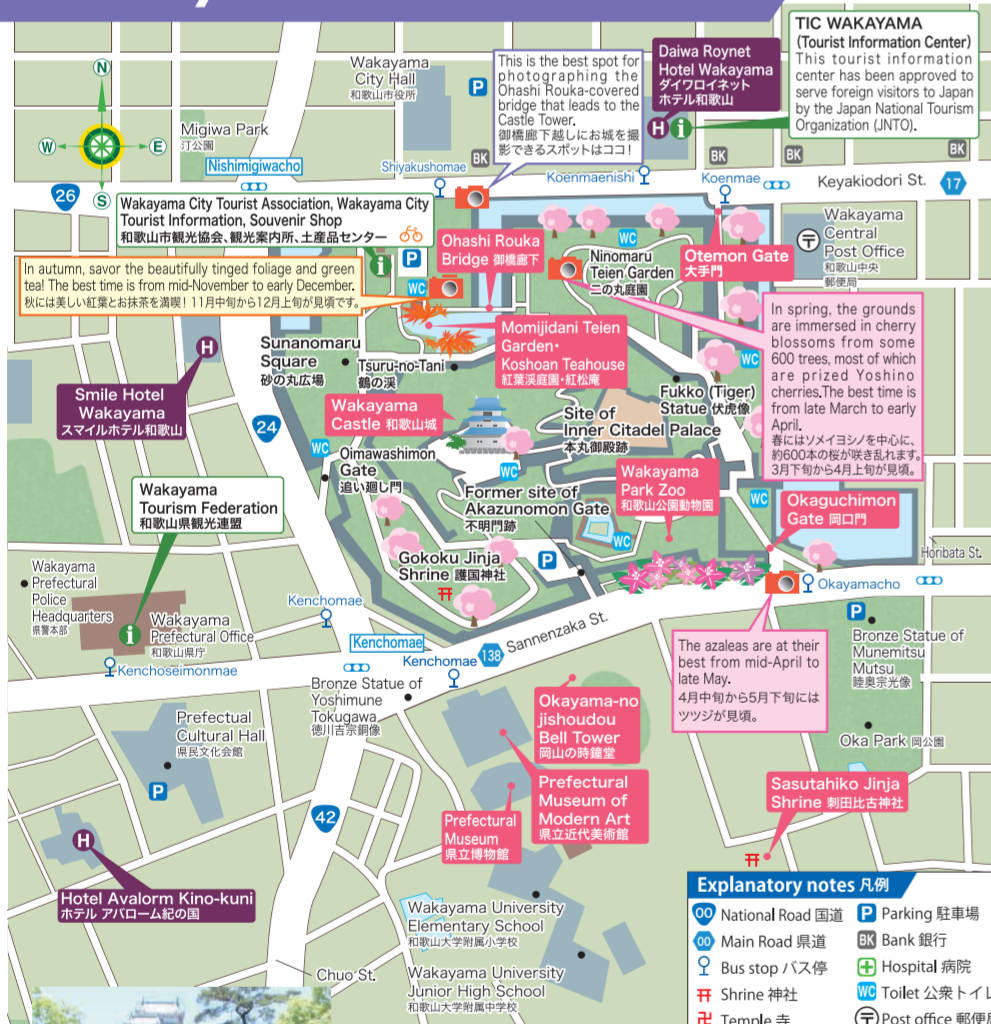 TIC WAKAYAMA
(Tourist Information Center)
This tourist information
center has been approved to
serve foreign visitors to Japan
by the Japan National Tourism
Organization (JNTO).
Daiwa Roynet
Hotel Wakayama
ダイワロイネット
ホテル和歌山
H
i
This is the best spot for
photographing the
Ohashi Rouka-covered
bridge that leads to the
Castle Tower.
御橋廊下越しにお城を撮
影できるスポットはココ！
Wakayama
City Hall
和歌山市役所
P
N
W
E
S
Migiwa Park
汀公園
Nishimigiwacho
Shiyakushomae
BK
Koenmaenishi
BK
Koenmae
BK
BK
Keyakiodori St.
17
26
Wakayama City Tourist Association, Wakayama City
Tourist Information, Souvenir Shop
和歌山市観光協会、観光案内所、土産品センター
i
P
WC
In autumn, savor the beautifully tinged foliage and green
tea! The best time is from mid-November to early December.
秋には美しい紅葉とお抹茶を満喫！11月中旬から12月上旬が見頃です。
Ohashi Rouka
Bridge 御橋廊下
WC
Ninomaru
Teien Garden
二の丸庭園
Otemon Gate
大手門
Wakayama
Central
Post Office
和歌山中央
郵便局
〒
In spring, the grounds
are immersed in cherry
blossoms from some
600 trees, most of which
are prized Yoshino
cherries.The best time is
from late March to early
April.
春にはソメイヨシノを中心に、
約600本の桜が咲き乱れます。
3月下旬から4月上旬が見頃。
Momijidani Teien
Garden・
Koshoan Teahouse
紅葉渓庭園・紅松庵
Sunanomaru
Square
砂の丸広場
Tsuru-no-Tani
鶴の渓
H
Smile Hotel
Wakayama
スマイルホテル和歌山
24
Wakayama
Castle 和歌山城
WC
Fukko (Tiger)
Statue 伏虎像
Site of
Inner Citadel Palace
本丸御殿跡
WC
Oimawashimon
Gate
追い廻し門
WC
Former site of
Akazunomon Gate
不明門跡
Wakayama
Park Zoo
和歌山公園動物園
WC
WC
P
Okaguchimon
Gate 岡口門
Horibata St.
Wakayama
Tourism Federation
和歌山県観光連盟
Gokoku Jinja
Shrine 護国神社
Wakayama
Prefectural
Police
Headquarters
県警本部
i
Wakayama
Prefectural Office
和歌山県庁
Kenchoseimonmae
Kenchomae
Kenchomae
Kenchomae
138
Sannenzaka St.
Okayamacho
P
The azaleas are at their
best from mid-April to
late May.
4月中旬から5月下旬には
ツツジが見頃。
Bronze Statue of
Munemitsu
Mutsu
陸奥宗光像
Oka Park 岡公園
Bronze Statue of
Yoshimune
Tokugawa
徳川吉宗銅像
Prefectual
Cultural Hall
県民文化会館
P
Okayama-no
jishoudou
Bell Tower
岡山の時鐘堂
Prefectural
Museum of
Modern Art
県立近代美術館
Prefectural
Museum
県立博物館
42
H
Hotel Avalorm Kino-kuni
ホテル アバローム紀の国
Sasutahiko Jinja
Shrine 刺田比古神社
Wakayama University
Elementary School
和歌山大学附属小学校
Wakayama University
Junior High School
和歌山大学附属中学校
Chuo St.
Explanatory notes 凡例
00 National Road 国道
P Parking 駐車場
00 Main Road 県道
BK Bank 銀行
Bus stop バス停
Hospital 病院
Shrine 神社
WC Toilet 公衆トイレ
卍 Temple 寺
〒 Post office 郵便局